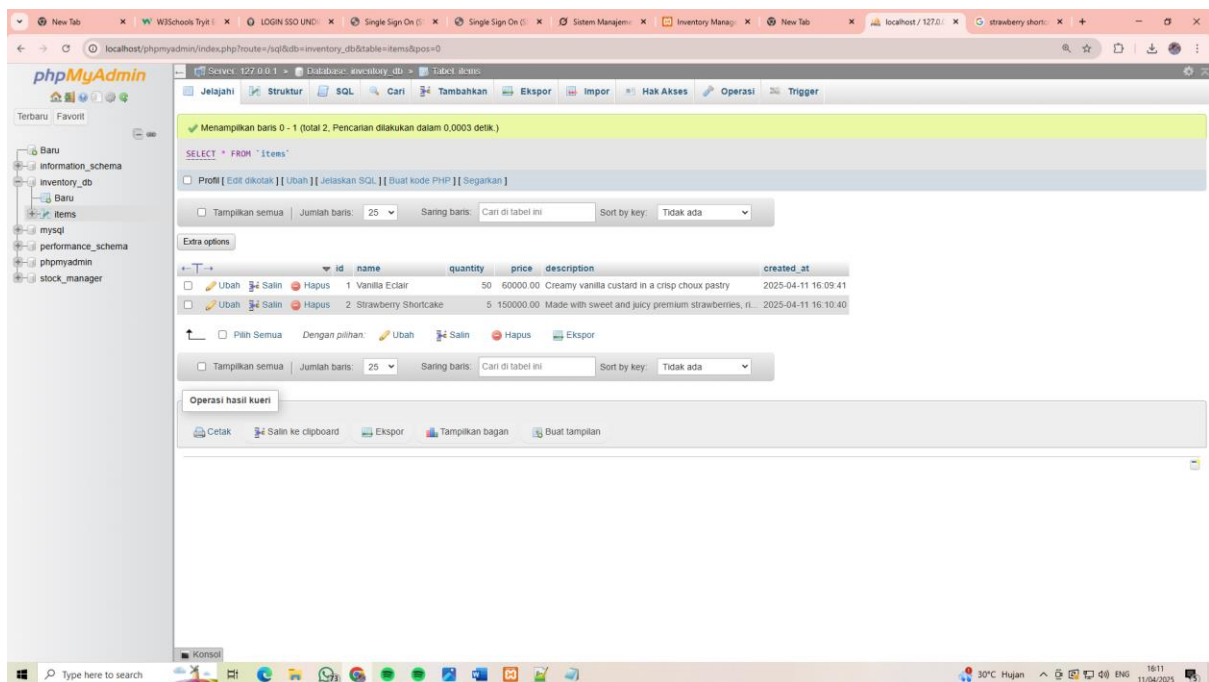 New Tab W3Schools Tryit E LOGIN SSO UNDI Single Sign On (S Single Sign On (S Sistem Manajeme Inventory Manag New Tab localhost / 127.0. strawberry shortc
localhost/phpmyadmin/index.php?route=/sql&db=inventory_db&table=items&pos=0
phpMyAdmin
Terbaru Favorit
Baru
information_schema
inventory_db
Baru
items
mysql
performance_schema
phpmyadmin
stock_manager
Server: 127.0.0.1 » Database: inventory_db » Tabel: items
Jelajahi Struktur SQL Cari Tambahkan Ekspor Impor Hak Akses Operasi Trigger
Menampilkan baris 0 - 1 (total 2, Pencarian dilakukan dalam 0,0003 detik.)
SELECT * FROM `items`
Profil [ Edit dikotak ] [ Ubah ] [ Jelaskan SQL ] [ Buat kode PHP ] [ Segarkan ]
Tampilkan semua | Jumlah baris: 25 Saring baris: Cari di tabel ini Sort by key: Tidak ada
Extra options
←T→ id name quantity price description created_at
Ubah Salin Hapus 1 Vanilla Eclair 50 60000.00 Creamy vanilla custard in a crisp choux pastry 2025-04-11 16:09:41
Ubah Salin Hapus 2 Strawberry Shortcake 5 150000.00 Made with sweet and juicy premium strawberries, ri... 2025-04-11 16:10:40
Pilih Semua Dengan pilihan: Ubah Salin Hapus Ekspor
Tampilkan semua | Jumlah baris: 25 Saring baris: Cari di tabel ini Sort by key: Tidak ada
Operasi hasil kueri
Cetak Salin ke clipboard Ekspor Tampilkan bagan Buat tampilan
Konsol
Type here to search 30°C Hujan ENG 16:11
11/04/2025